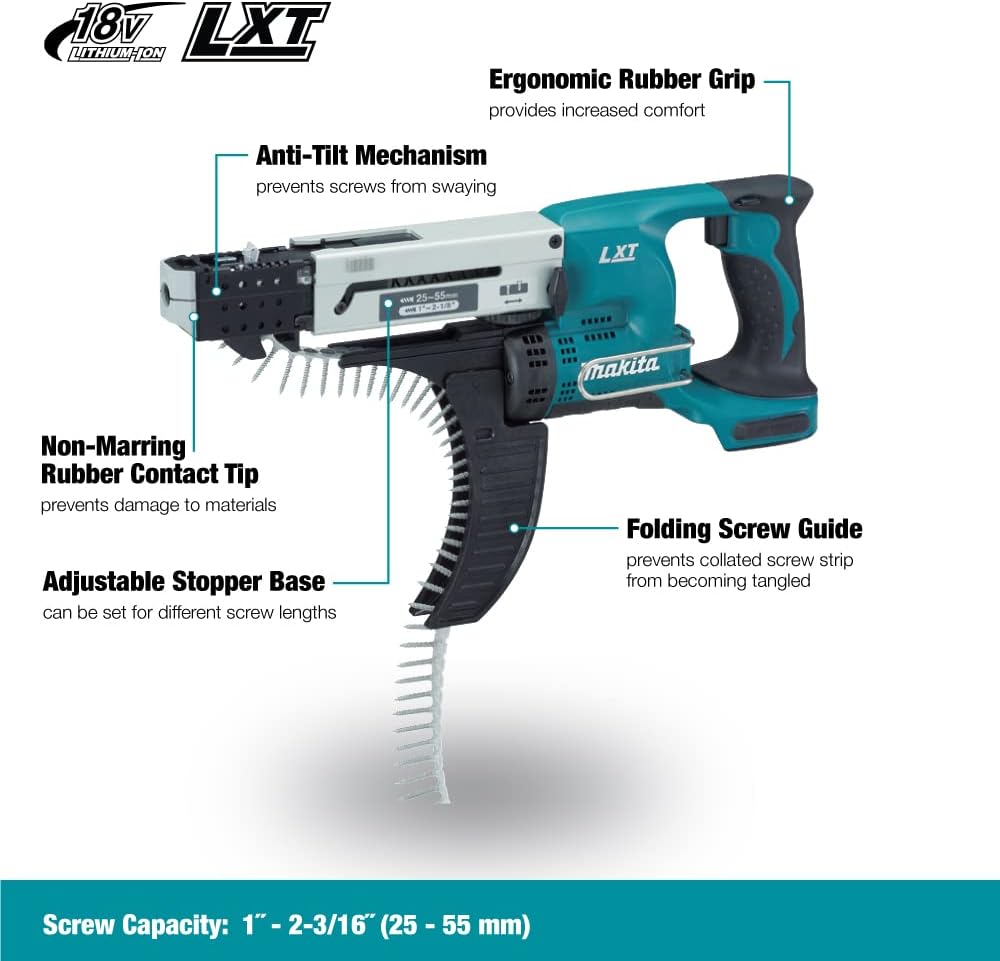 18V
LITHIUM-ION
LXT
Ergonomic Rubber Grip
provides increased comfort
Anti-Tilt Mechanism
prevents screws from swaying
LXT
25~55mm
1"~2-1/8"
makita
Non-Marring
Rubber Contact Tip
prevents damage to materials
Folding Screw Guide
prevents collated screw strip
from becoming tangled
Adjustable Stopper Base
can be set for different screw lengths
Screw Capacity: 1˝ - 2-3/16˝ (25 - 55 mm)